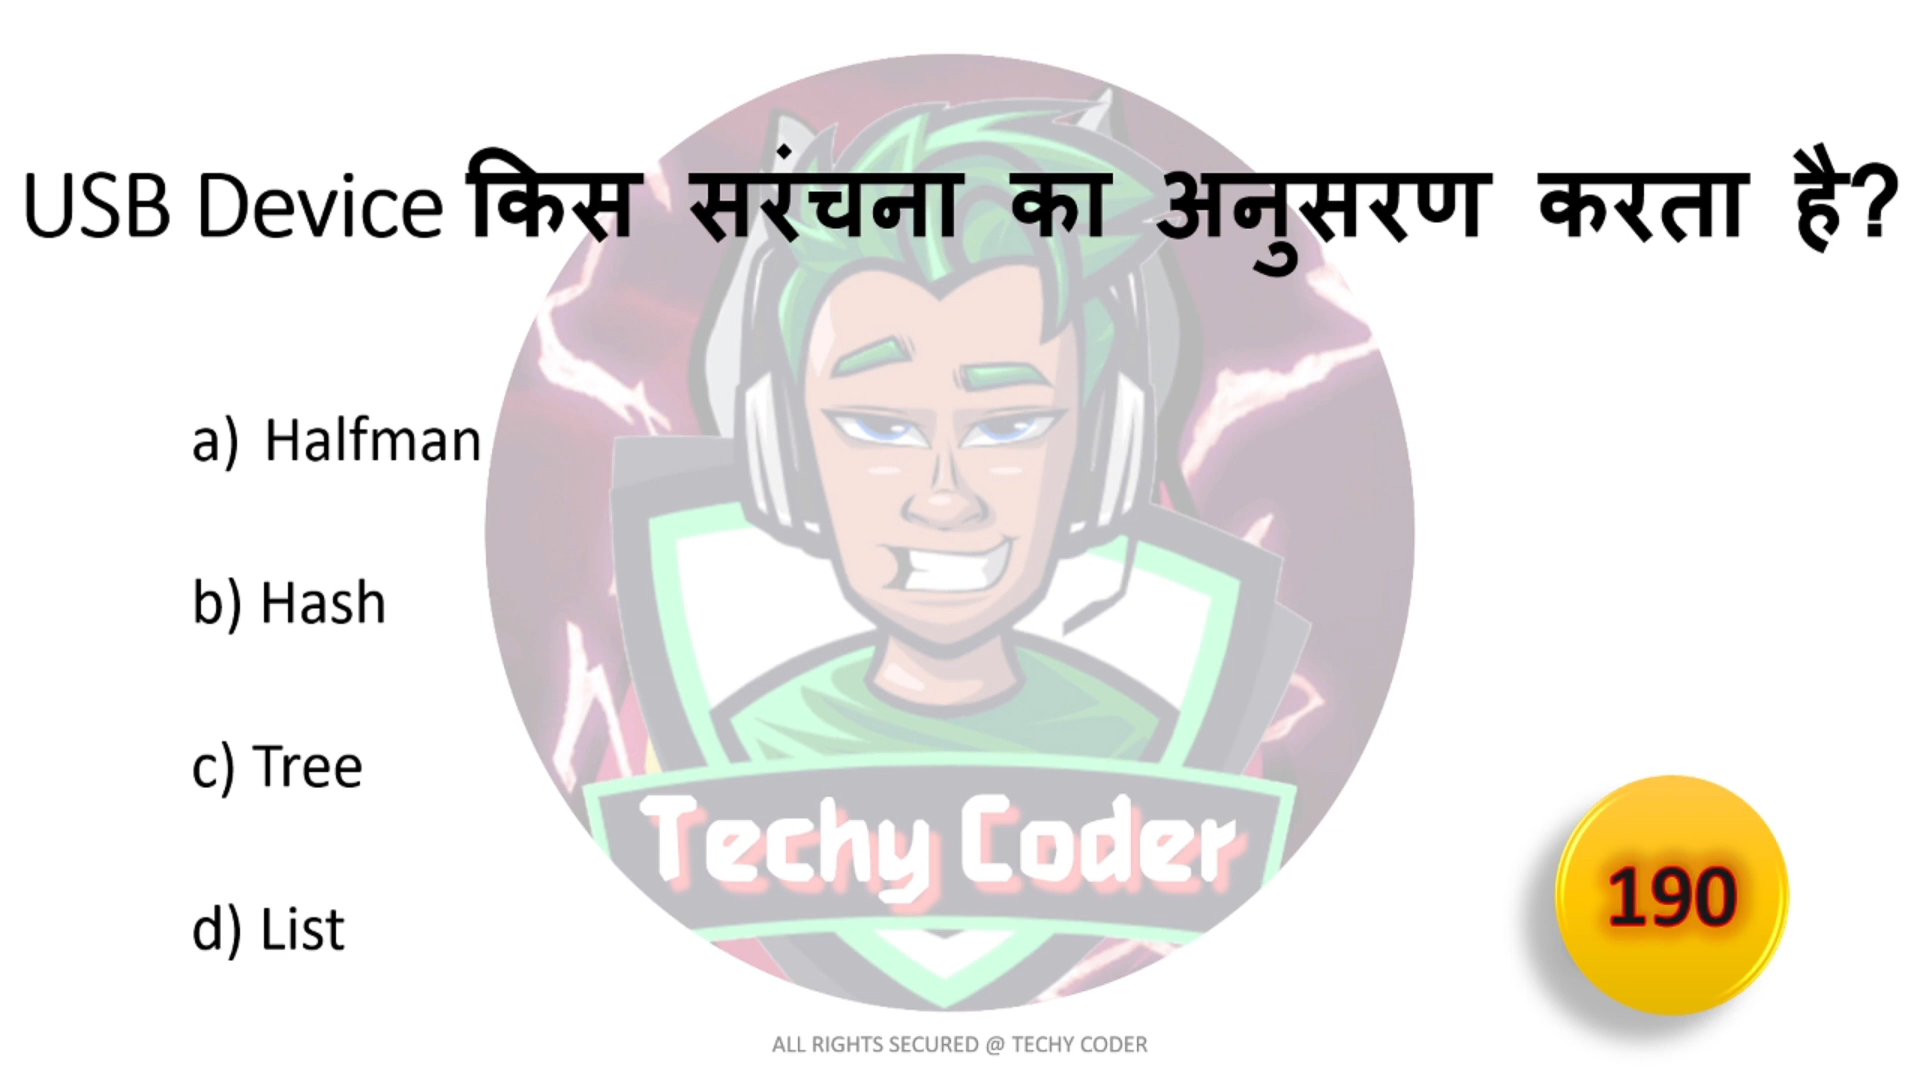 USB Device किस सरंचना का अनुसरण करता है?
a) Halfman
b) Hash
c) Tree
d) List
Techy Coder
190
ALL RIGHTS SECURED @ TECHY CODER